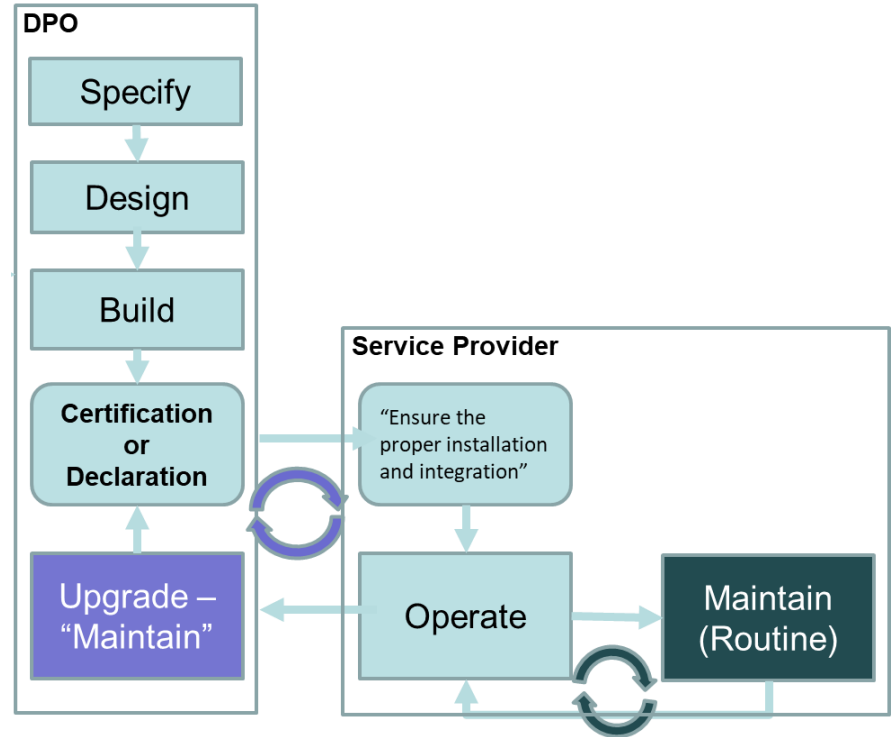 DPO
Specify
Design
Build
Certification
or
Declaration
Upgrade –
“Maintain”
Service Provider
“Ensure the
proper installation
and integration”
Operate
Maintain
(Routine)